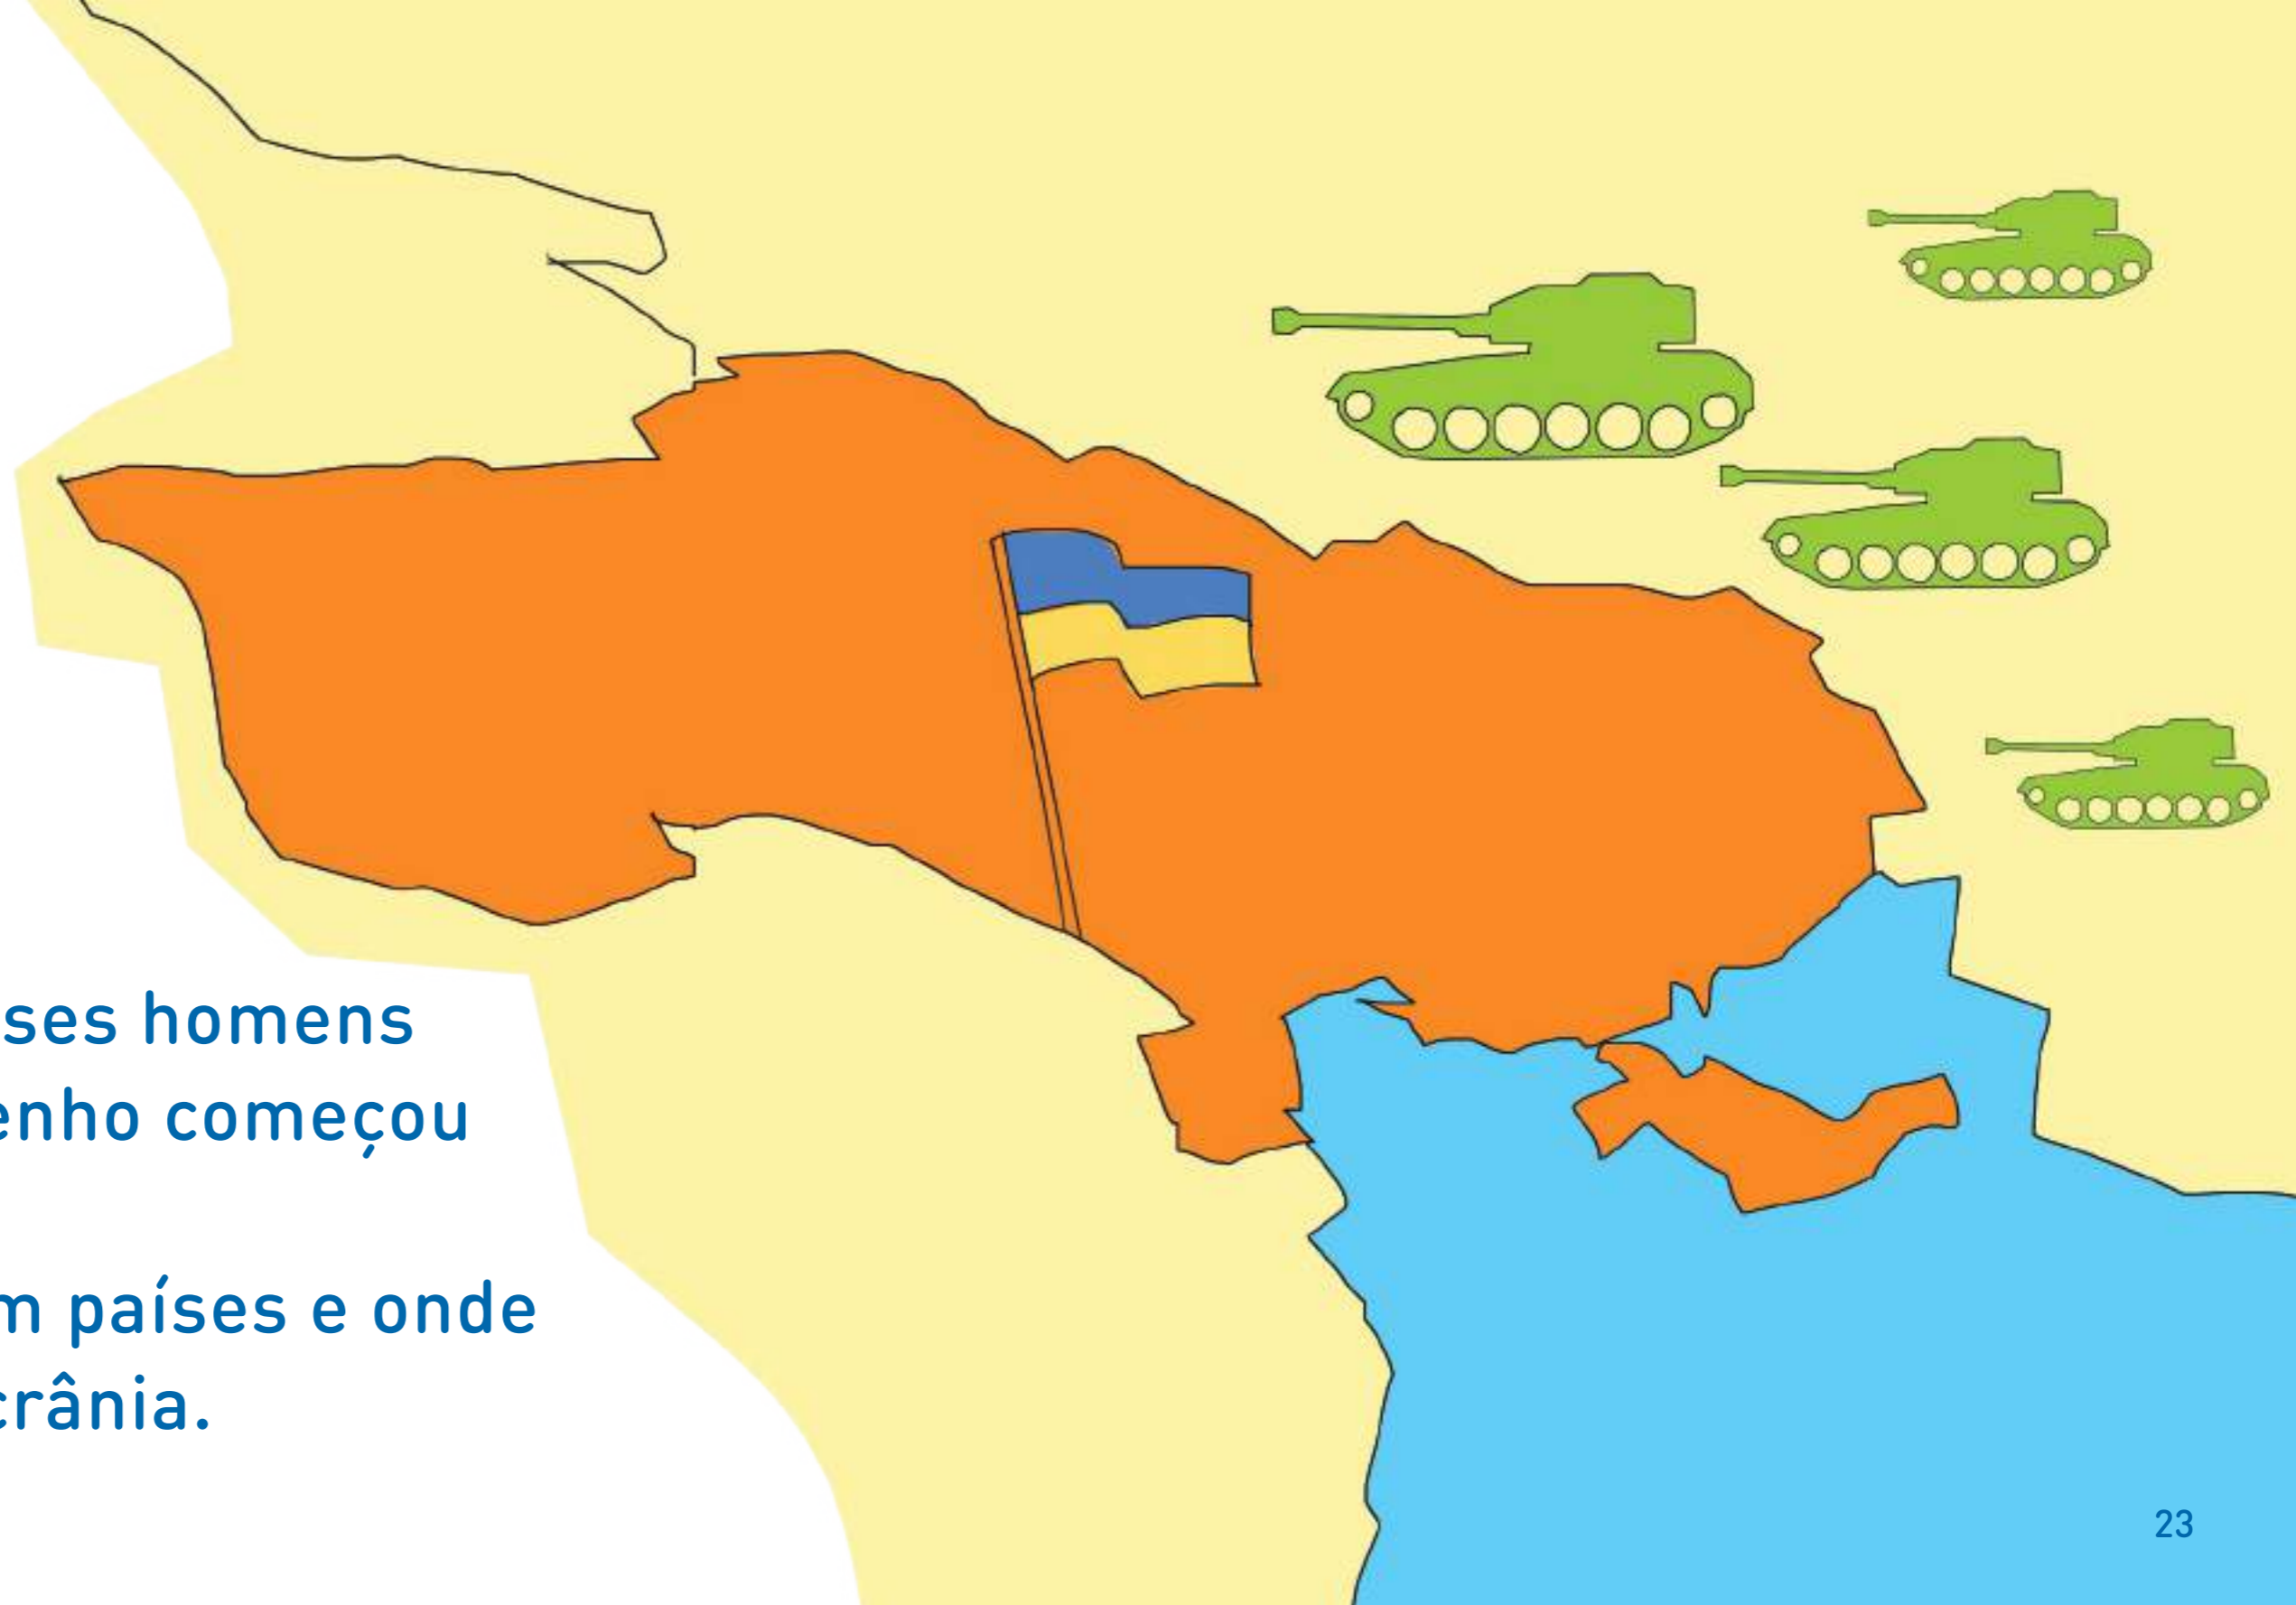 ses homens
enho começou
m países e onde
crânia.
23